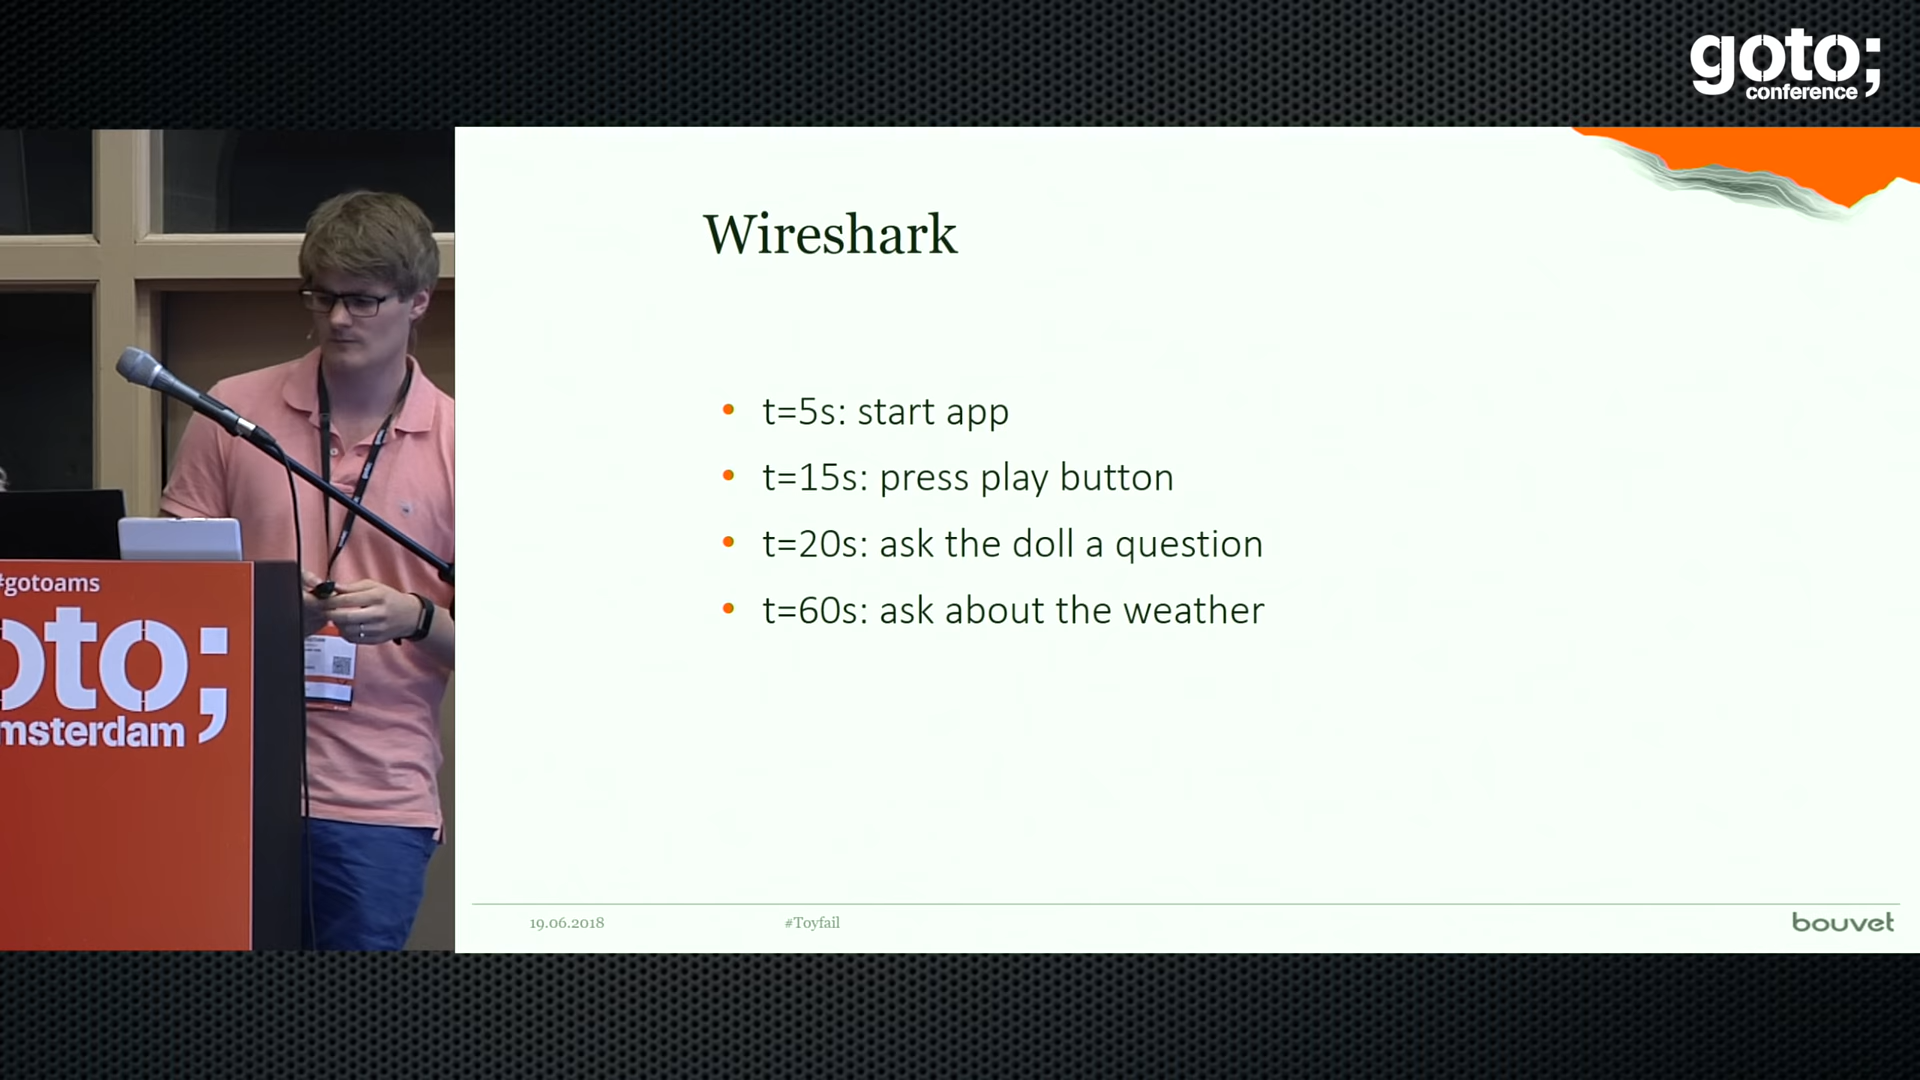 goto;
conference
Wireshark
• t=5s: start app
• t=15s: press play button
• t=20s: ask the doll a question
• t=60s: ask about the weather
19.06.2018
#Toyfail
bouvet
#gotoams
oto;
msterdam